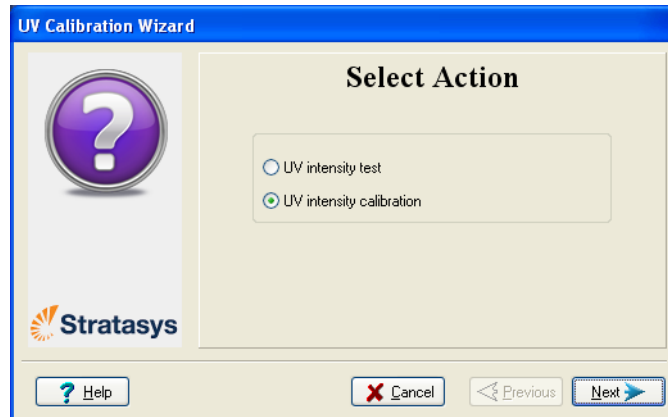 UV Calibration Wizard
Select Action
UV intensity test
UV intensity calibration
Stratasys
Help
Cancel
Previous
Next